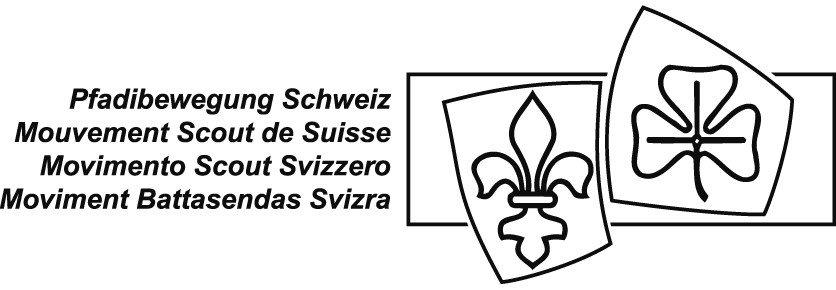 Pfadibewegung Schweiz
Mouvement Scout de Suisse
Movimento Scout Svizzero
Moviment Battasendas Svizra